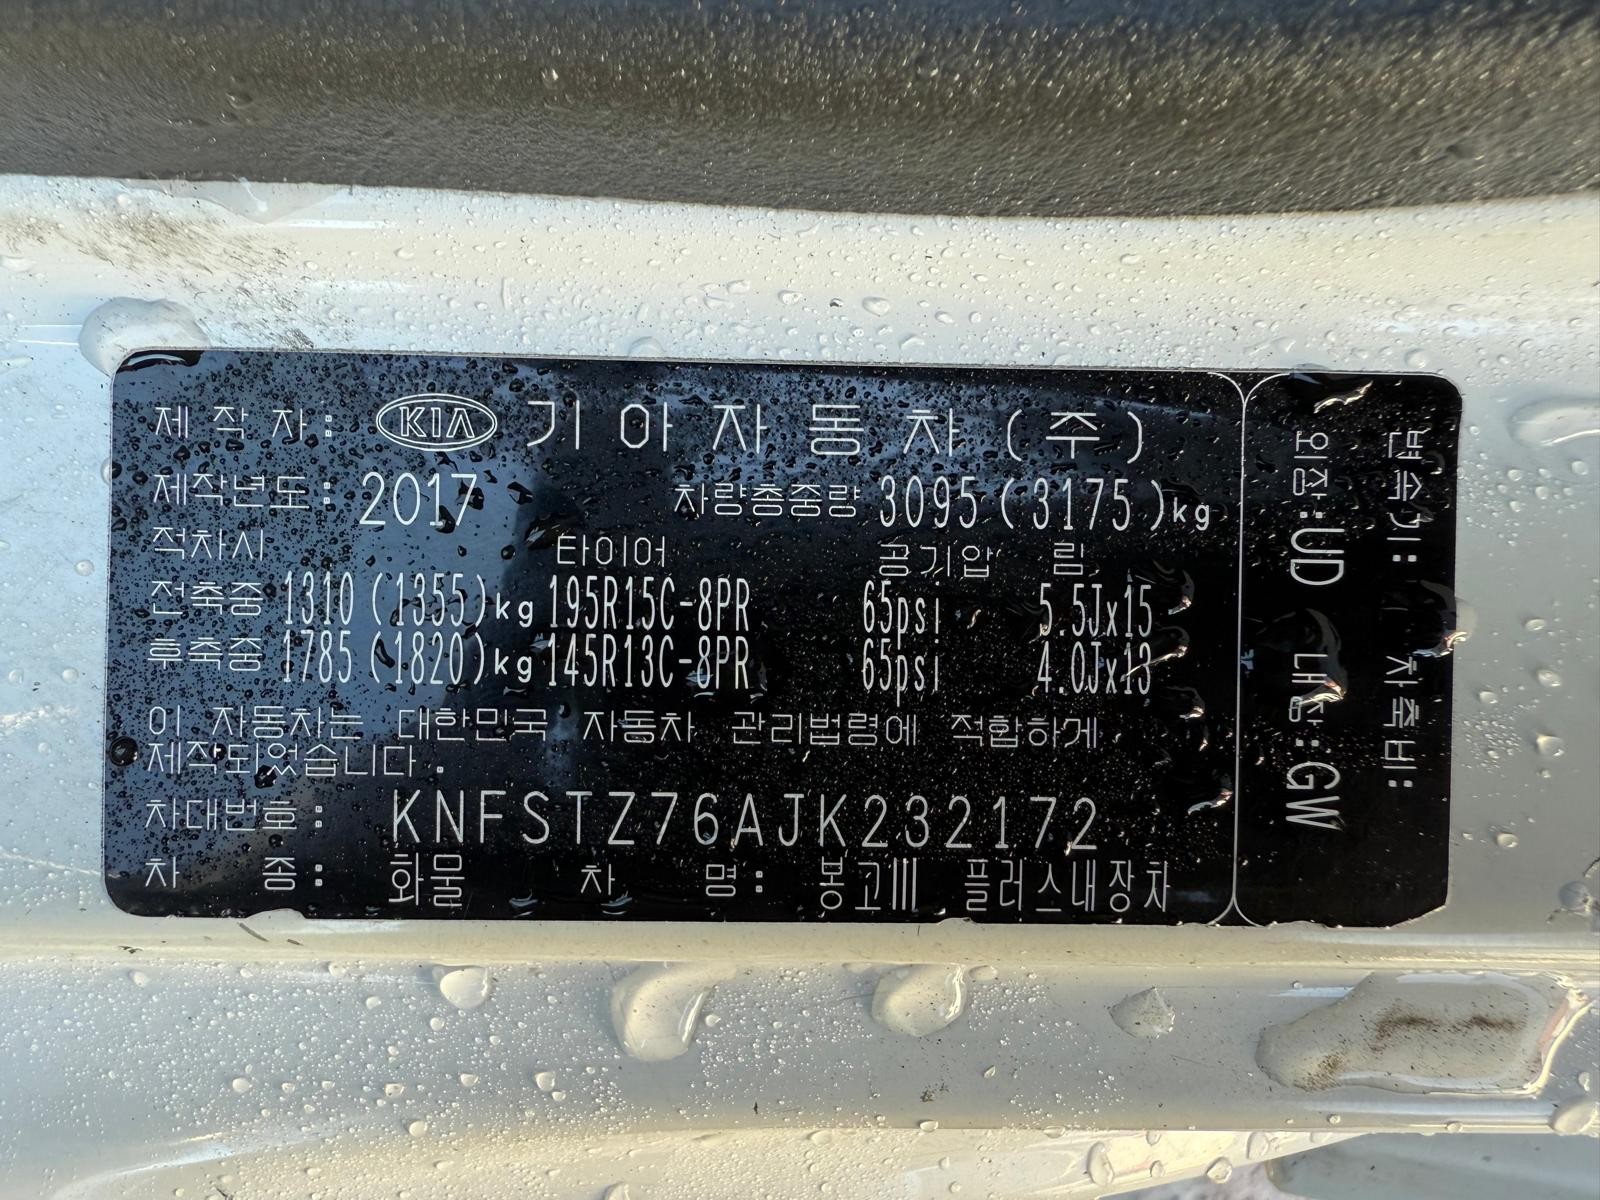 제 작 자 : KIA 기 아 자 동 차 (주)
제작년도 : 2017 차량총중량 3095 (3175)kg
적차시 타이어 공기압 림
전축중 1310 (1355)kg 195R15C-8PR 65psi 5.5Jx15
후축중 1785 (1820)kg 145R13C-8PR 65psi 4.0Jx13
이 자동차는 대한민국 자동차 관리법령에 적합하게
제작되었습니다.
차대번호 : KNFSTZ76AJK232172
차 종 : 화물 차 명 : 봉고Ⅲ 플러스내장차
변속기 : 차축비 :
외장 : UD 내장 : GW